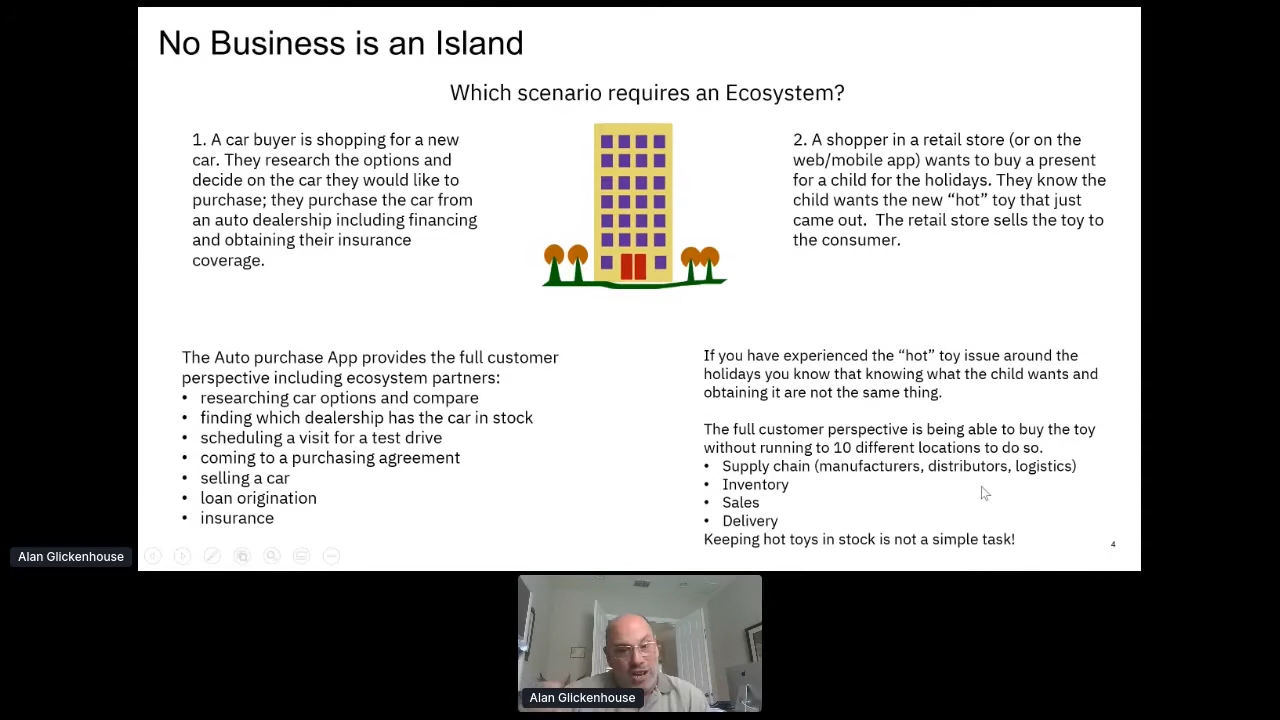 No Business is an Island
Which scenario requires an Ecosystem?
1. A car buyer is shopping for a new
car. They research the options and
decide on the car they would like to
purchase; they purchase the car from
an auto dealership including financing
and obtaining their insurance
coverage.
2. A shopper in a retail store (or on the
web/mobile app) wants to buy a present
for a child for the holidays. They know the
child wants the new “hot” toy that just
came out.  The retail store sells the toy to
the consumer.
The Auto purchase App provides the full customer
perspective including ecosystem partners:
• researching car options and compare
• finding which dealership has the car in stock
• scheduling a visit for a test drive
• coming to a purchasing agreement
• selling a car
• loan origination
• insurance
If you have experienced the “hot” toy issue around the
holidays you know that knowing what the child wants and
obtaining it are not the same thing.
The full customer perspective is being able to buy the toy
without running to 10 different locations to do so.
• Supply chain (manufacturers, distributors, logistics)
• Inventory
• Sales
• Delivery
Keeping hot toys in stock is not a simple task!
4
Alan Glickenhouse
Alan Glickenhouse